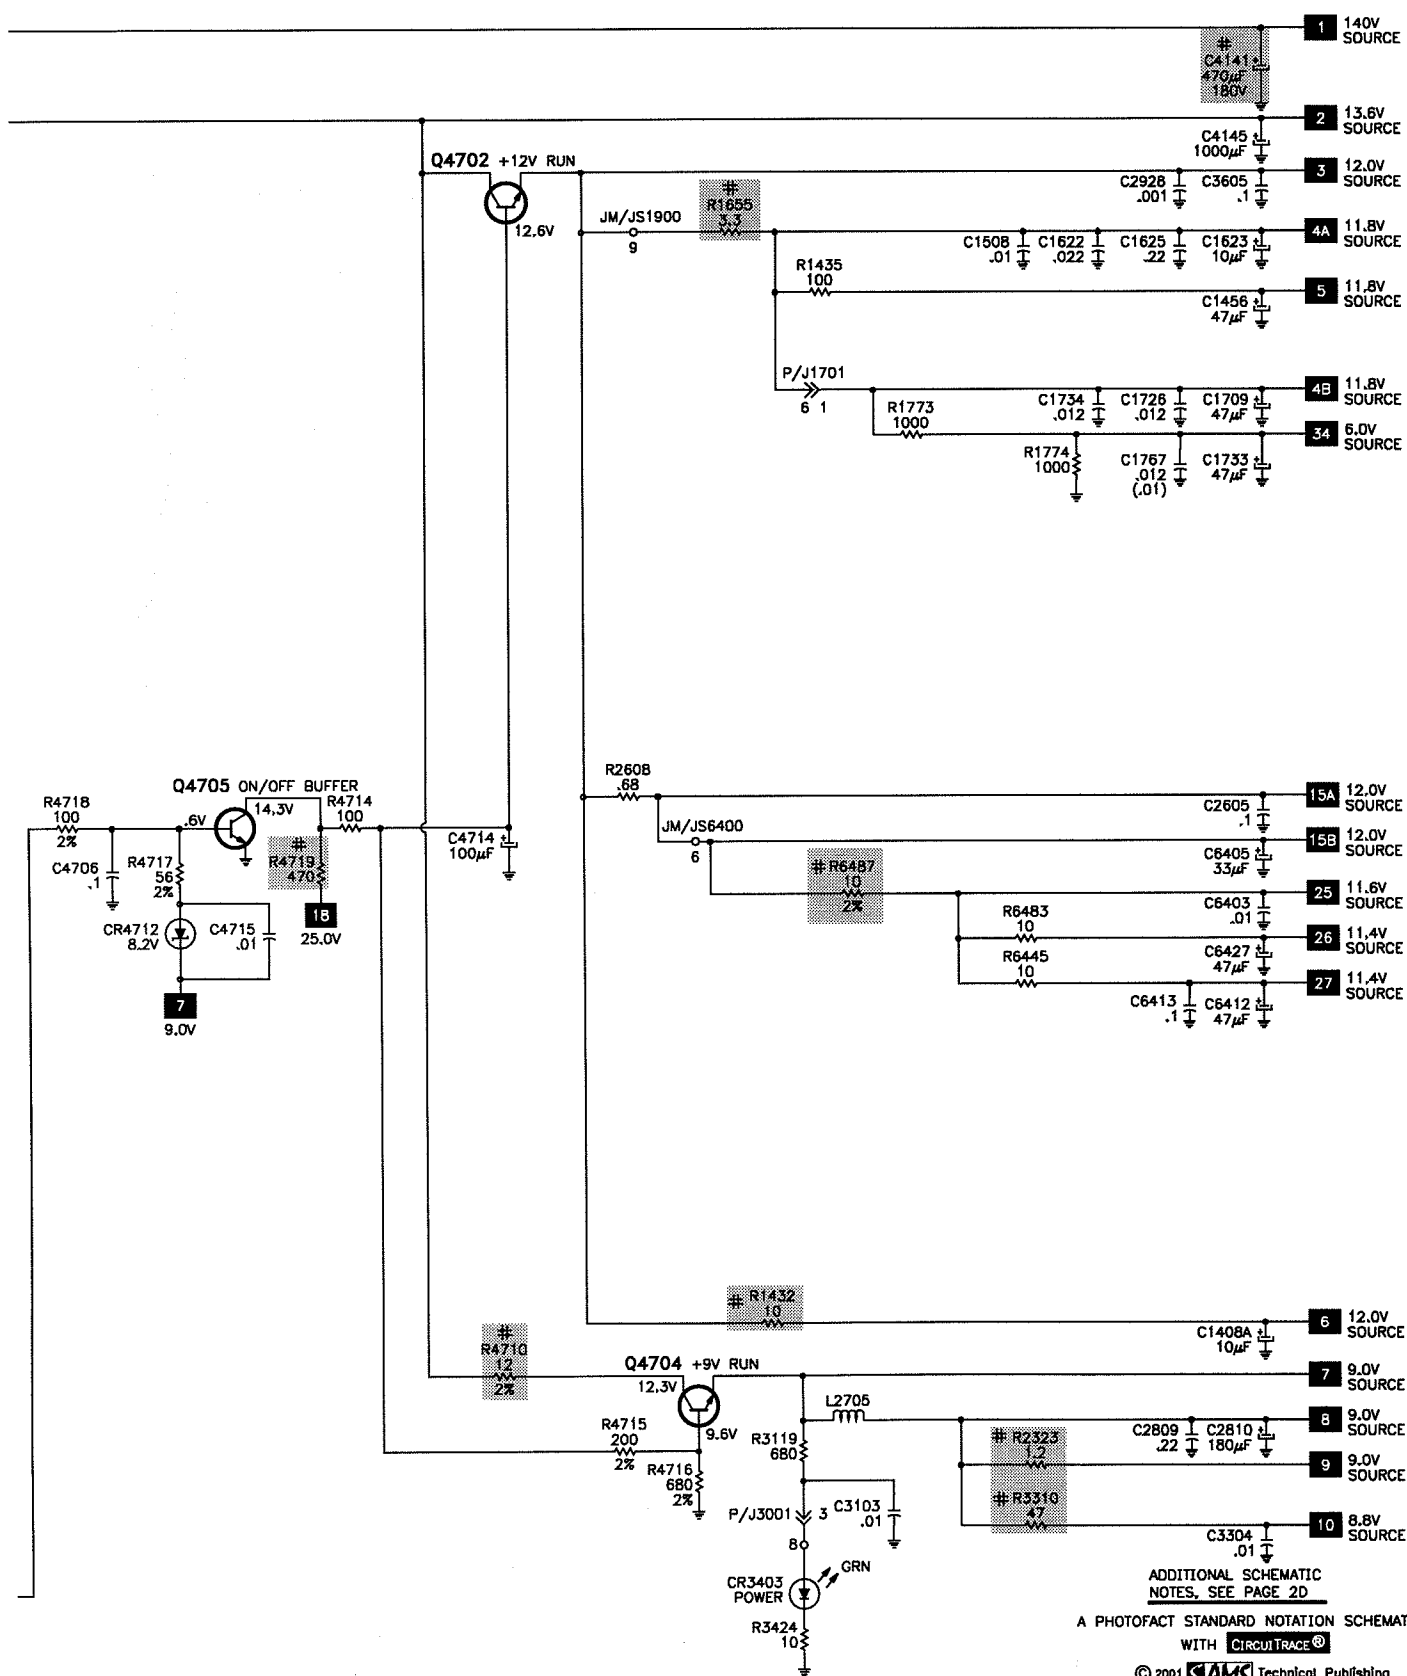 1 140V
SOURCE
#
C4141 +
470µF
180V
2 13.6V
SOURCE
C4145 +
1000µF
Q4702 +12V RUN
3 12.0V
SOURCE
C2928
.001
C3605
.1
#
R1655
3.3
12.6V
JM/JS1900
9
4A 11.8V
SOURCE
C1508
.01
C1622
.022
C1625
.22
C1623 +
10µF
R1435
100
5 11.8V
SOURCE
C1456 +
47µF
P/J1701
6 1
4B 11.8V
SOURCE
C1734
.012
C1726
.012
C1709 +
47µF
R1773
1000
34 6.0V
SOURCE
R1774
1000
C1767
.012
(.01)
C1733 +
47µF
Q4705 ON/OFF BUFFER
R4718
100
2%
.6V
14.3V
R4714
100
C4706
.1
R4717
56
2%
#
R4719
470
C4714 +
100µF
CR4712
8.2V
C4715
.01
18
25.0V
7
9.0V
R2608
.68
15A 12.0V
SOURCE
C2605
.1
JM/JS6400
6
15B 12.0V
SOURCE
C6405 +
33µF
# R6487
10
2%
25 11.6V
SOURCE
C6403
.01
R6483
10
26 11.4V
SOURCE
C6427 +
47µF
R6445
10
27 11.4V
SOURCE
C6413
.1
C6412 +
47µF
# R1432
10
6 12.0V
SOURCE
C1408A +
10µF
#
R4710
12
2%
Q4704 +9V RUN
12.3V
9.6V
7 9.0V
SOURCE
L2705
8 9.0V
SOURCE
R4715
200
2%
R4716
680
2%
R3119
680
C2809
.22
C2810 +
180µF
# R2323
1.2
9 9.0V
SOURCE
# R3310
47
10 8.8V
SOURCE
P/J3001 3
C3103
.01
C3304
.01
8
GRN
CR3403
POWER
R3424
10
ADDITIONAL SCHEMATIC
NOTES, SEE PAGE 2D
A PHOTOFACT STANDARD NOTATION SCHEMAT
WITH CIRCUITRACE®
© 2001 SAMS Technical Publishing